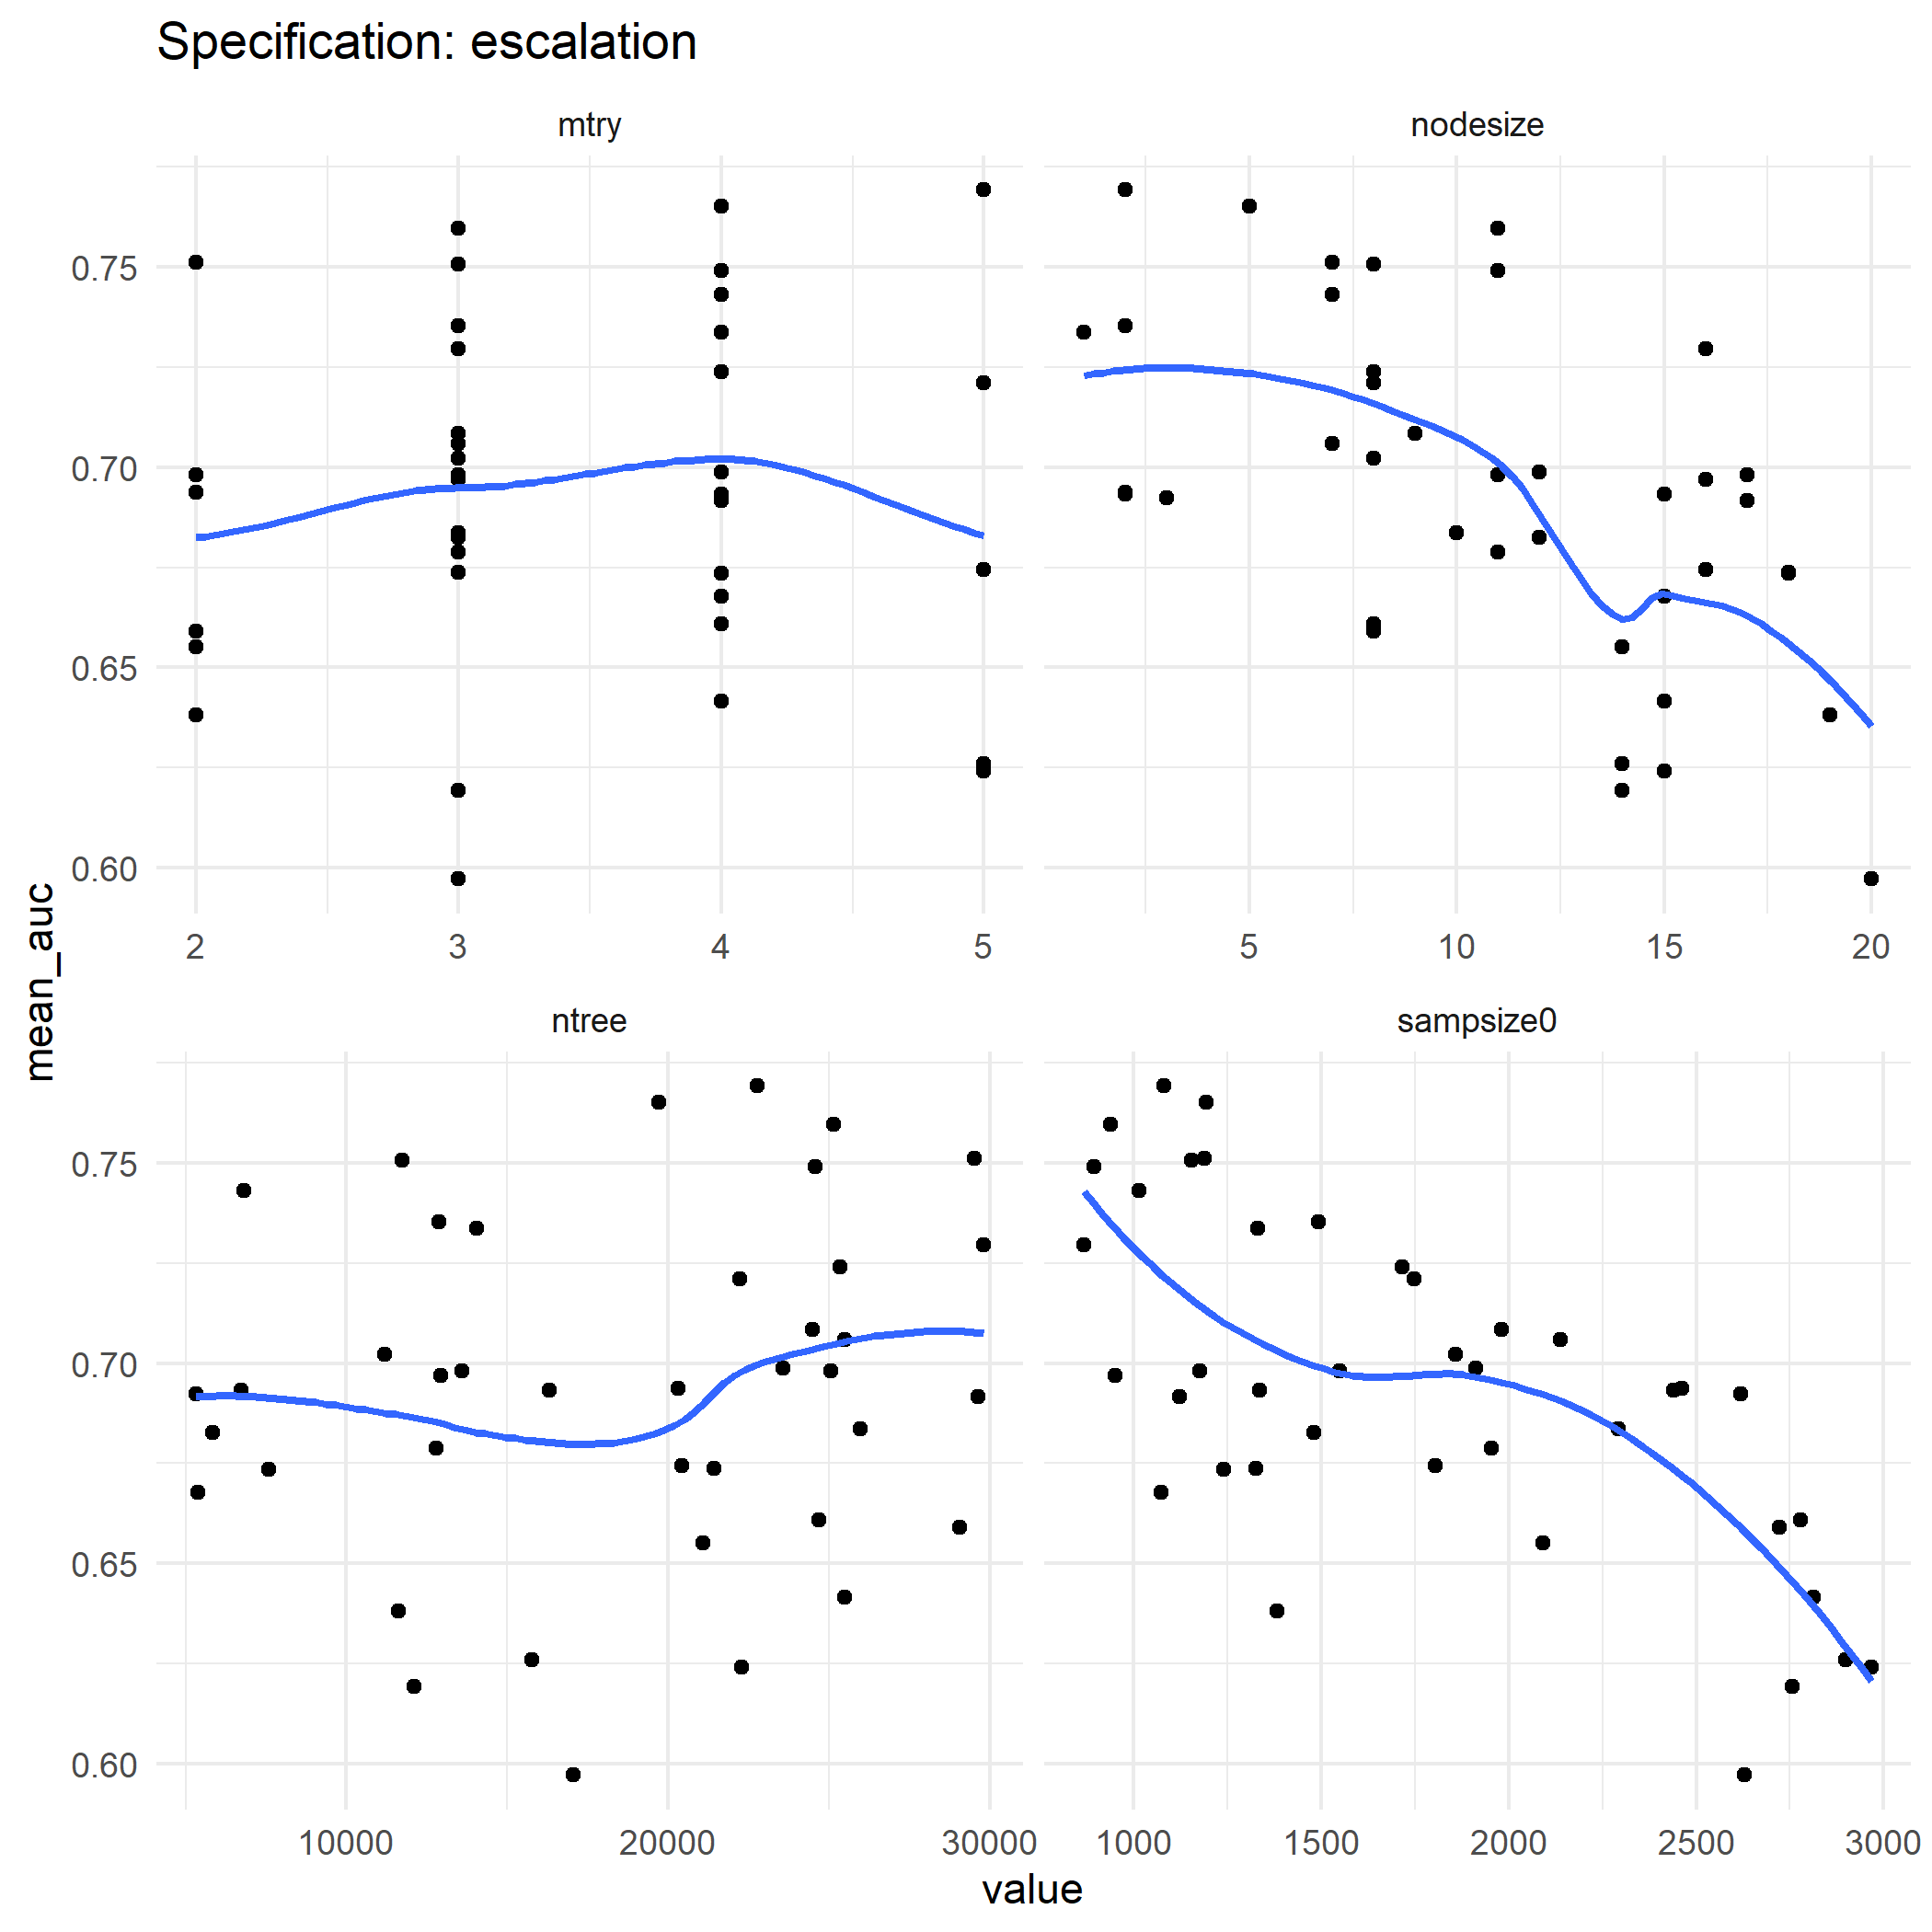 Specification: escalation
mtry
nodesize
0.75
0.70
0.65
0.60
2 3 4 5
5 10 15 20
mean_auc
ntree
sampsize0
0.75
0.70
0.65
0.60
10000 20000 30000
1000 1500 2000 2500 3000
value